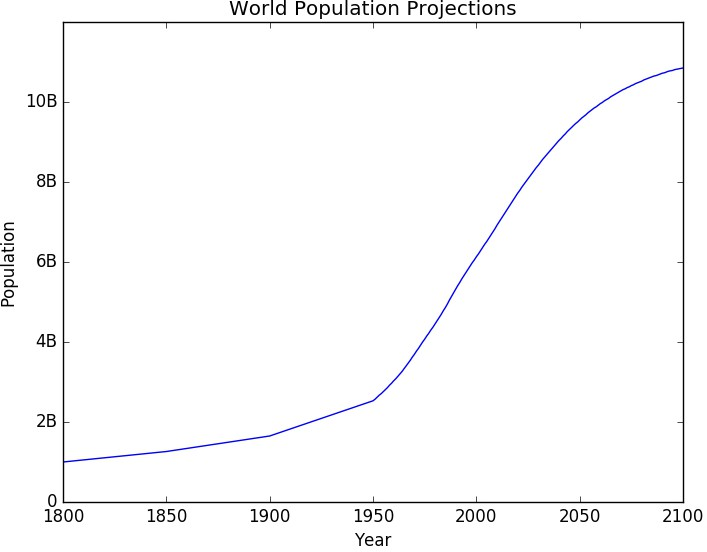 World Population Projections
10B
8B
6B
4B
2B
0
Population
1800 1850 1900 1950 2000 2050 2100
Year